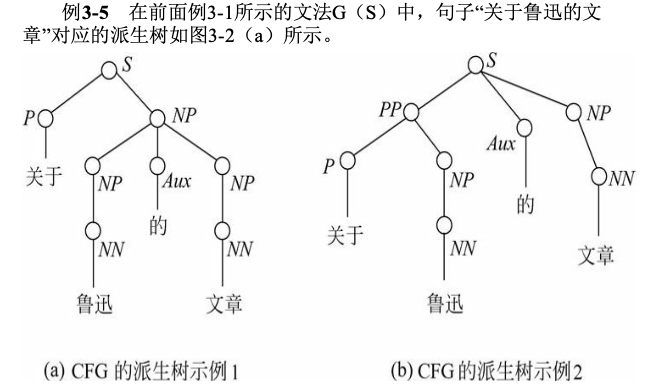 例3-5 在前面例3-1所示的文法G（S）中，句子“关于鲁迅的文
章”对应的派生树如图3-2（a）所示。
S
P NP
关于
NP Aux NP
的
NN NN
鲁迅 文章
(a) CFG 的派生树示例1
S
PP NP
Aux
P NP NN
的
关于
NN 文章
鲁迅
(b) CFG 的派生树示例2